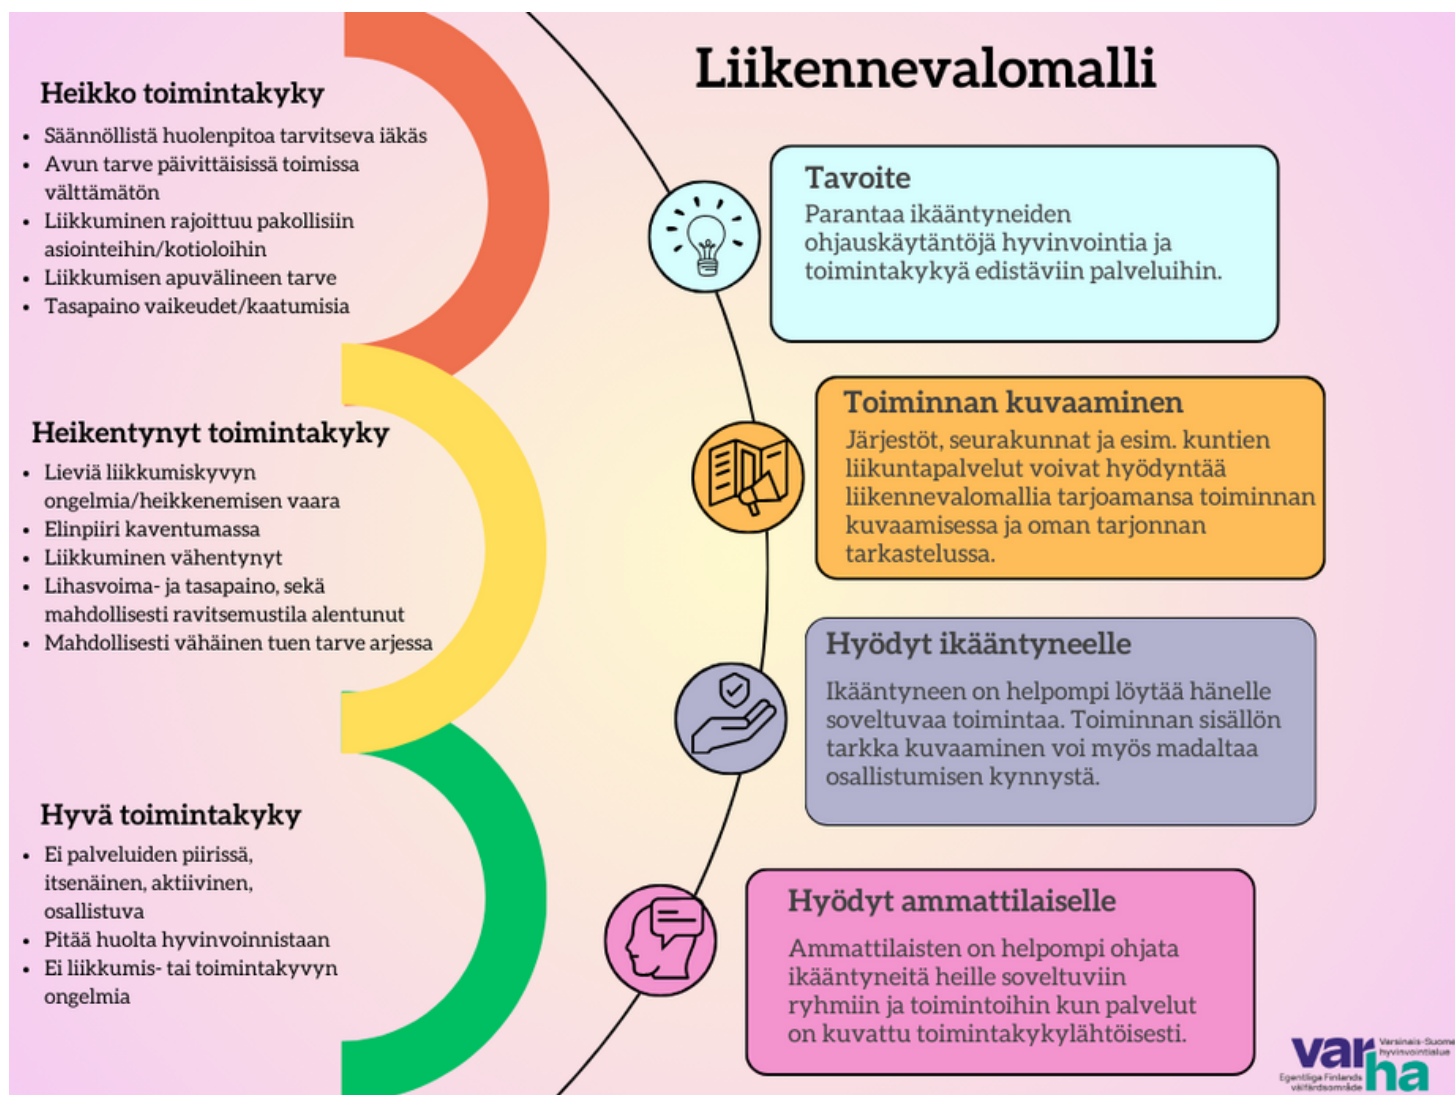 Liikennevalomalli
Heikko toimintakyky
• Säännöllistä huolenpitoa tarvitseva iäkäs
• Avun tarve päivittäisissä toimissa
välttämätön
• Liikkuminen rajoittuu pakollisiin
asiointeihin/kotioloihin
• Liikkumisen apuvälineen tarve
• Tasapaino vaikeudet/kaatumisia
Heikentynyt toimintakyky
• Lieviä liikkumiskyvyn
ongelmia/heikkenemisen vaara
• Elinpiiri kaventumassa
• Liikkuminen vähentynyt
• Lihasvoima- ja tasapaino, sekä
mahdollisesti ravitsemustila alentunut
• Mahdollisesti vähäinen tuen tarve arjessa
Hyvä toimintakyky
• Ei palveluiden piirissä,
itsenäinen, aktiivinen,
osallistuva
• Pitää huolta hyvinvoinnistaan
• Ei liikkumis- tai toimintakyvyn
ongelmia
Tavoite
Parantaa ikääntyneiden
ohjauskäytäntöjä hyvinvointia ja
toimintakykyä edistäviin palveluihin.
Toiminnan kuvaaminen
Järjestöt, seurakunnat ja esim. kuntien
liikuntapalvelut voivat hyödyntää
liikennevalomallia tarjoamansa toiminnan
kuvaamisessa ja oman tarjonnan
tarkastelussa.
Hyödyt ikääntyneelle
Ikääntyneen on helpompi löytää hänelle
soveltuvaa toimintaa. Toiminnan sisällön
tarkka kuvaaminen voi myös madaltaa
osallistumisen kynnystä.
Hyödyt ammattilaiselle
Ammattilaisten on helpompi ohjata
ikääntyneitä heille soveltuviin
ryhmiin ja toimintoihin kun palvelut
on kuvattu toimintakykylähtöisesti.
varha
Varsinais-Suome
hyvinvointialue
Egentliga Finlands
välfärdsområde